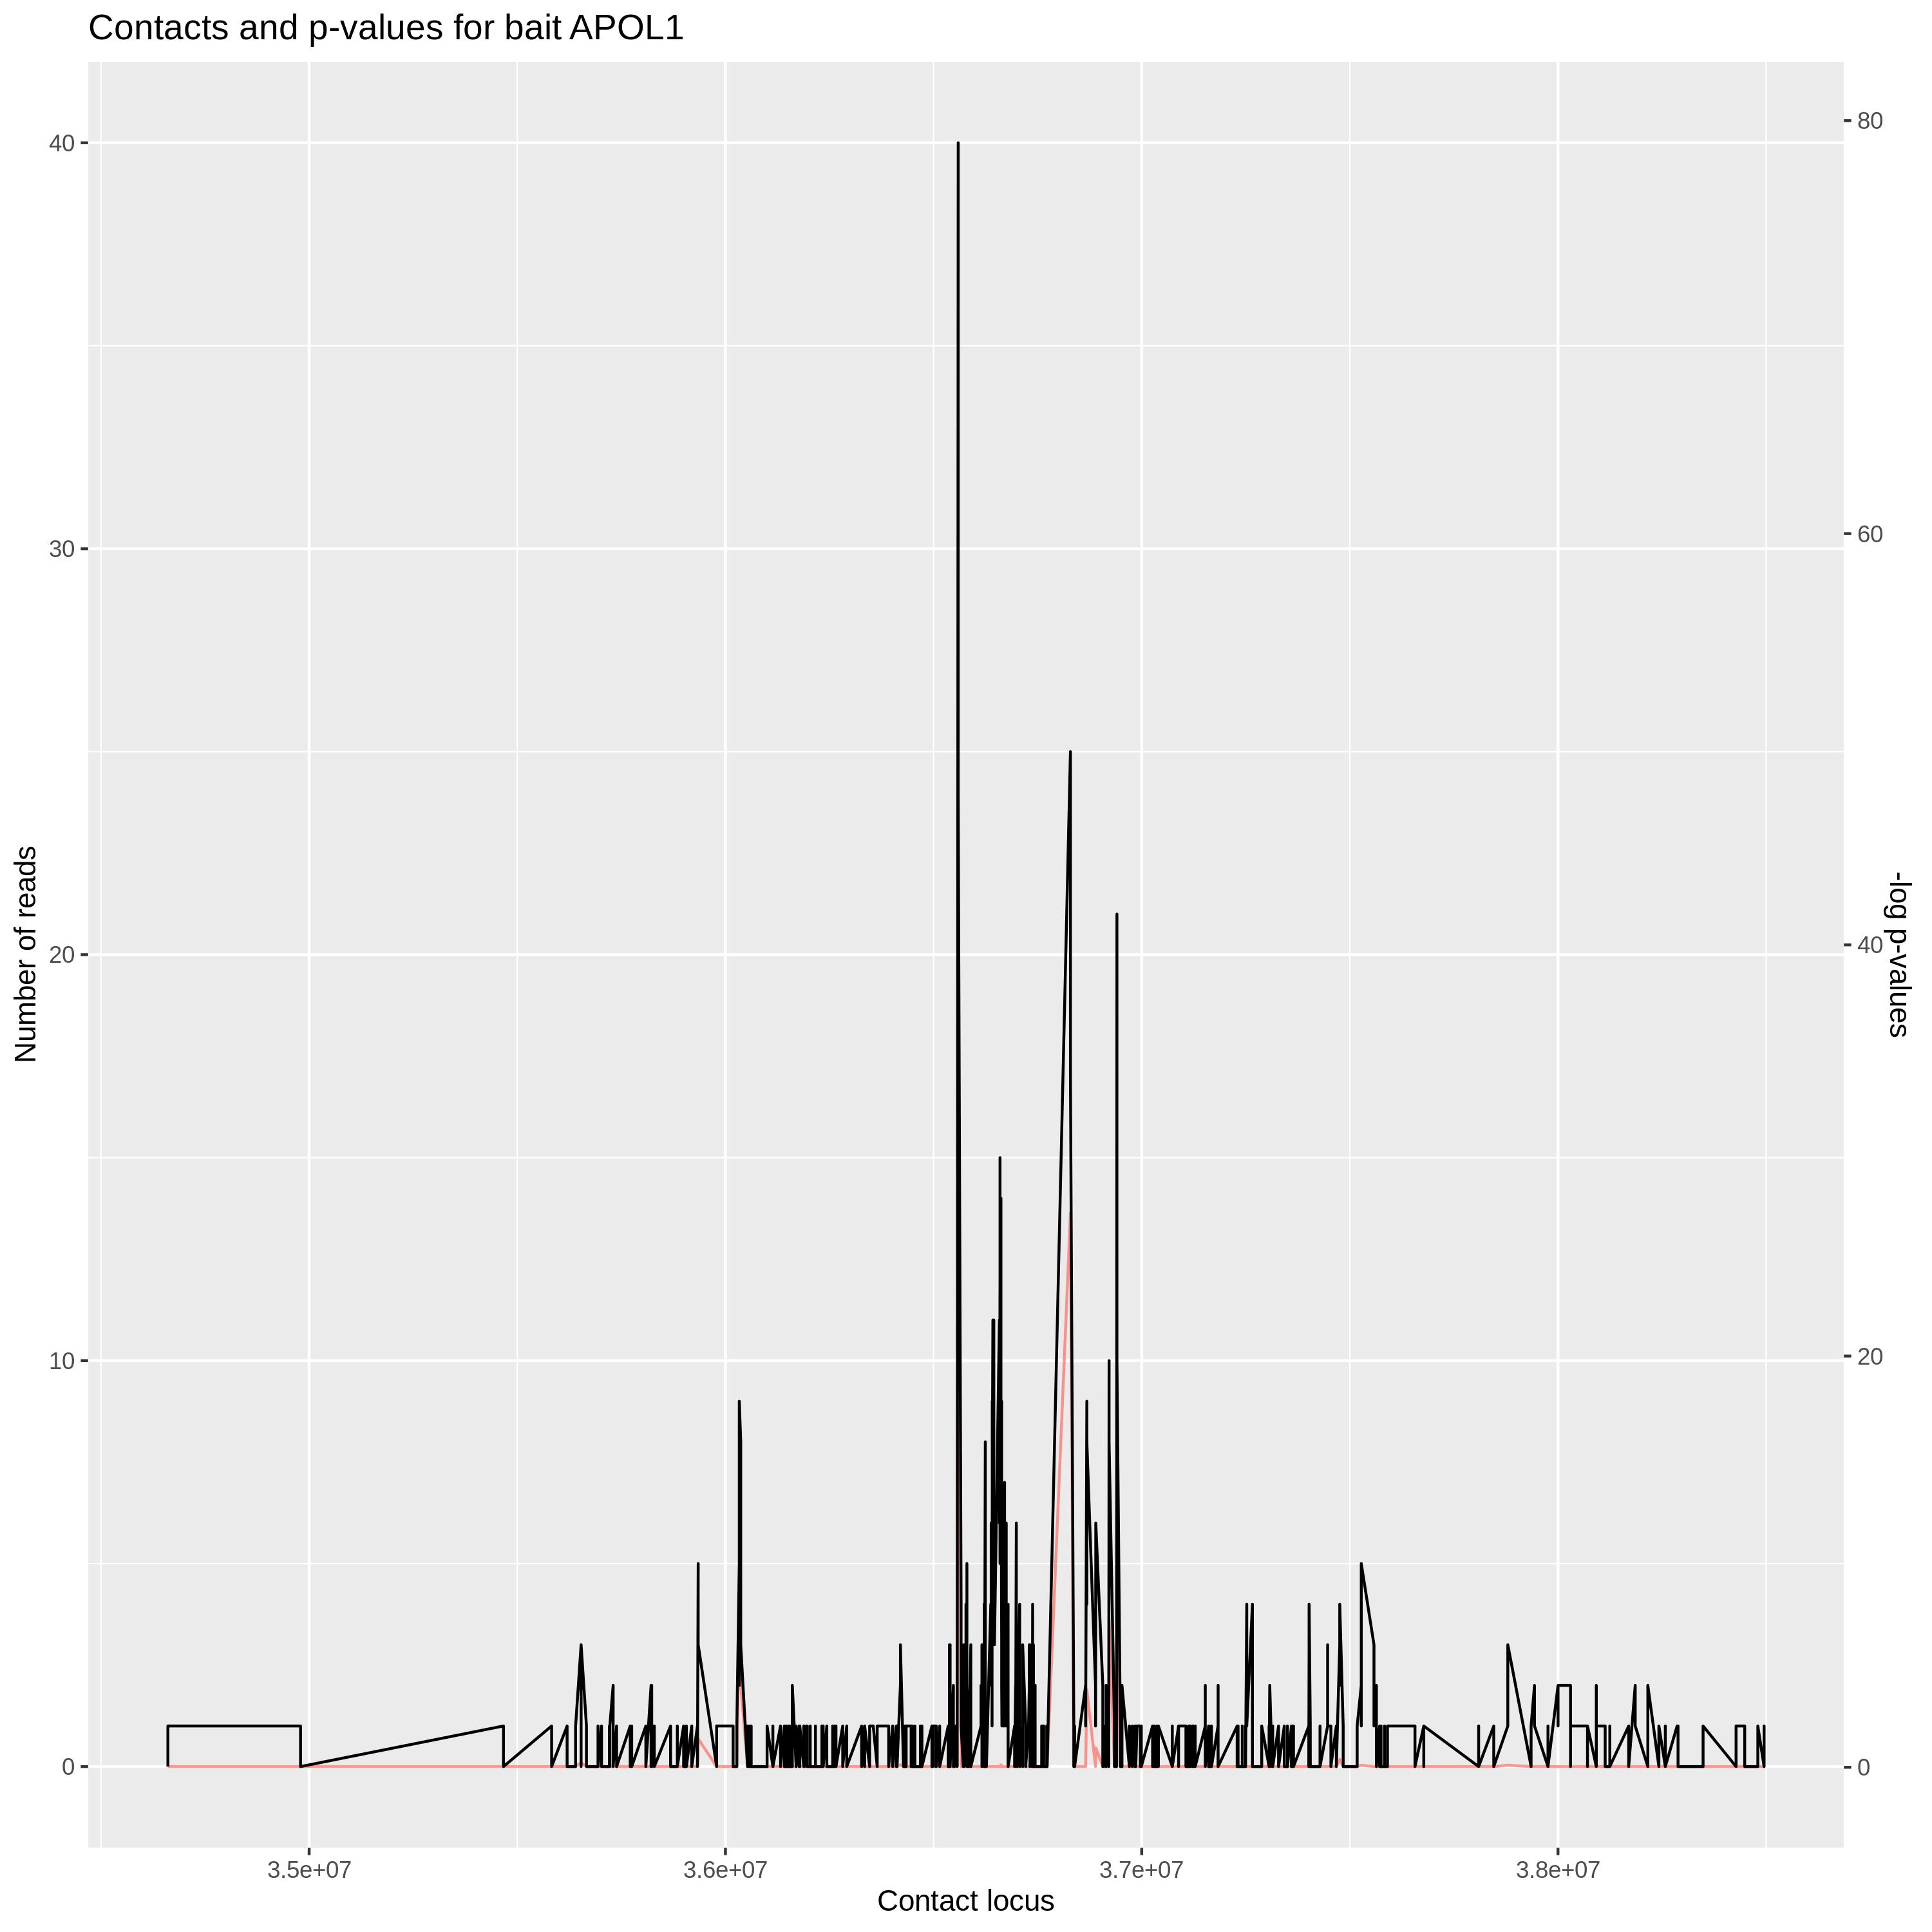 Contacts and p-values for bait APOL1
40
30
20
10
0
Number of reads
80
60
40
20
0
-log p-values
3.5e+07
3.6e+07
3.7e+07
3.8e+07
Contact locus